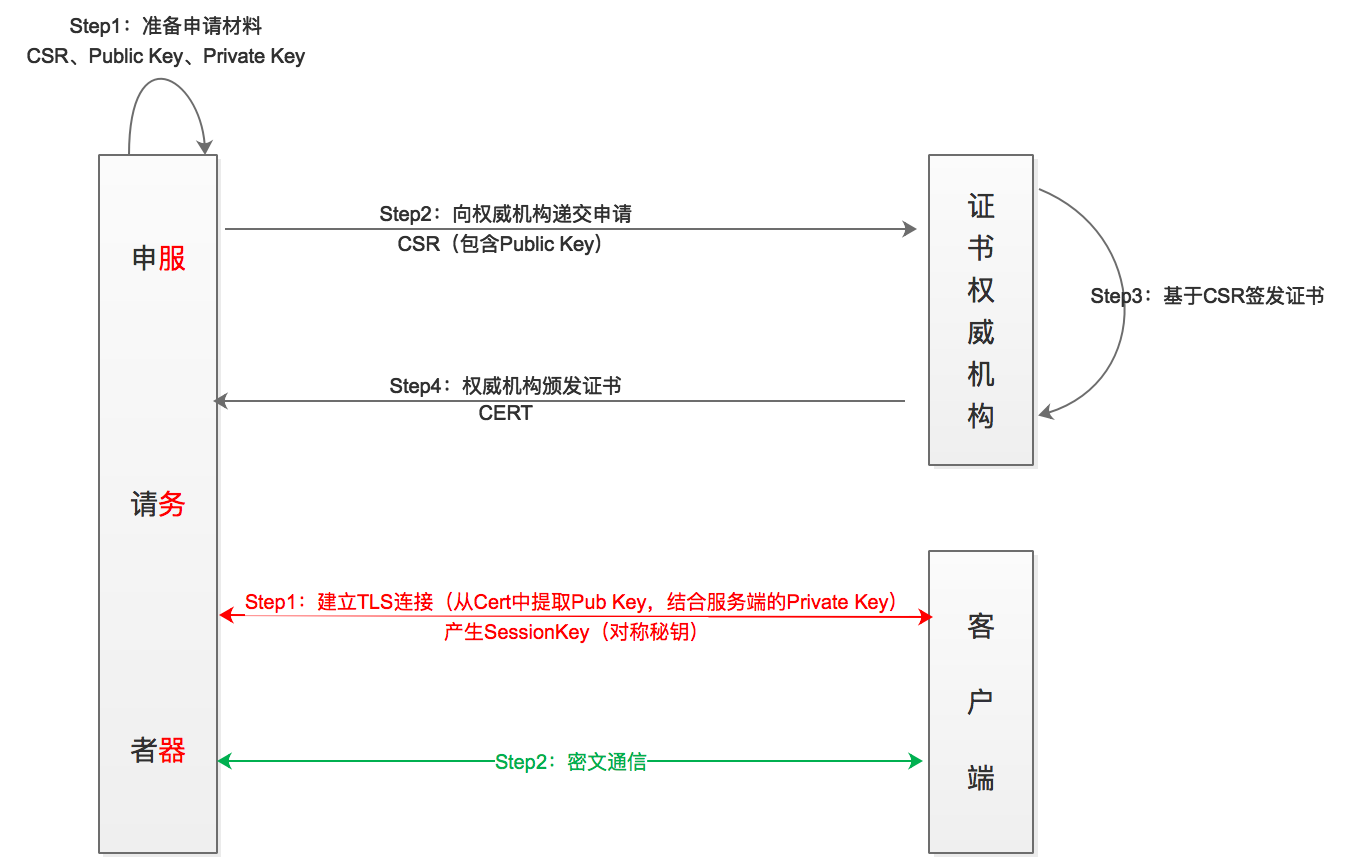 Step1：准备申请材料
CSR、Public Key、Private Key
申服
请务
者器
Step2：向权威机构递交申请
CSR（包含Public Key）
证
书
权
威
机
构
Step3：基于CSR签发证书
Step4：权威机构颁发证书
CERT
Step1：建立TLS连接（从Cert中提取Pub Key，结合服务端的Private Key）
产生SessionKey（对称秘钥）
客
户
端
Step2：密文通信